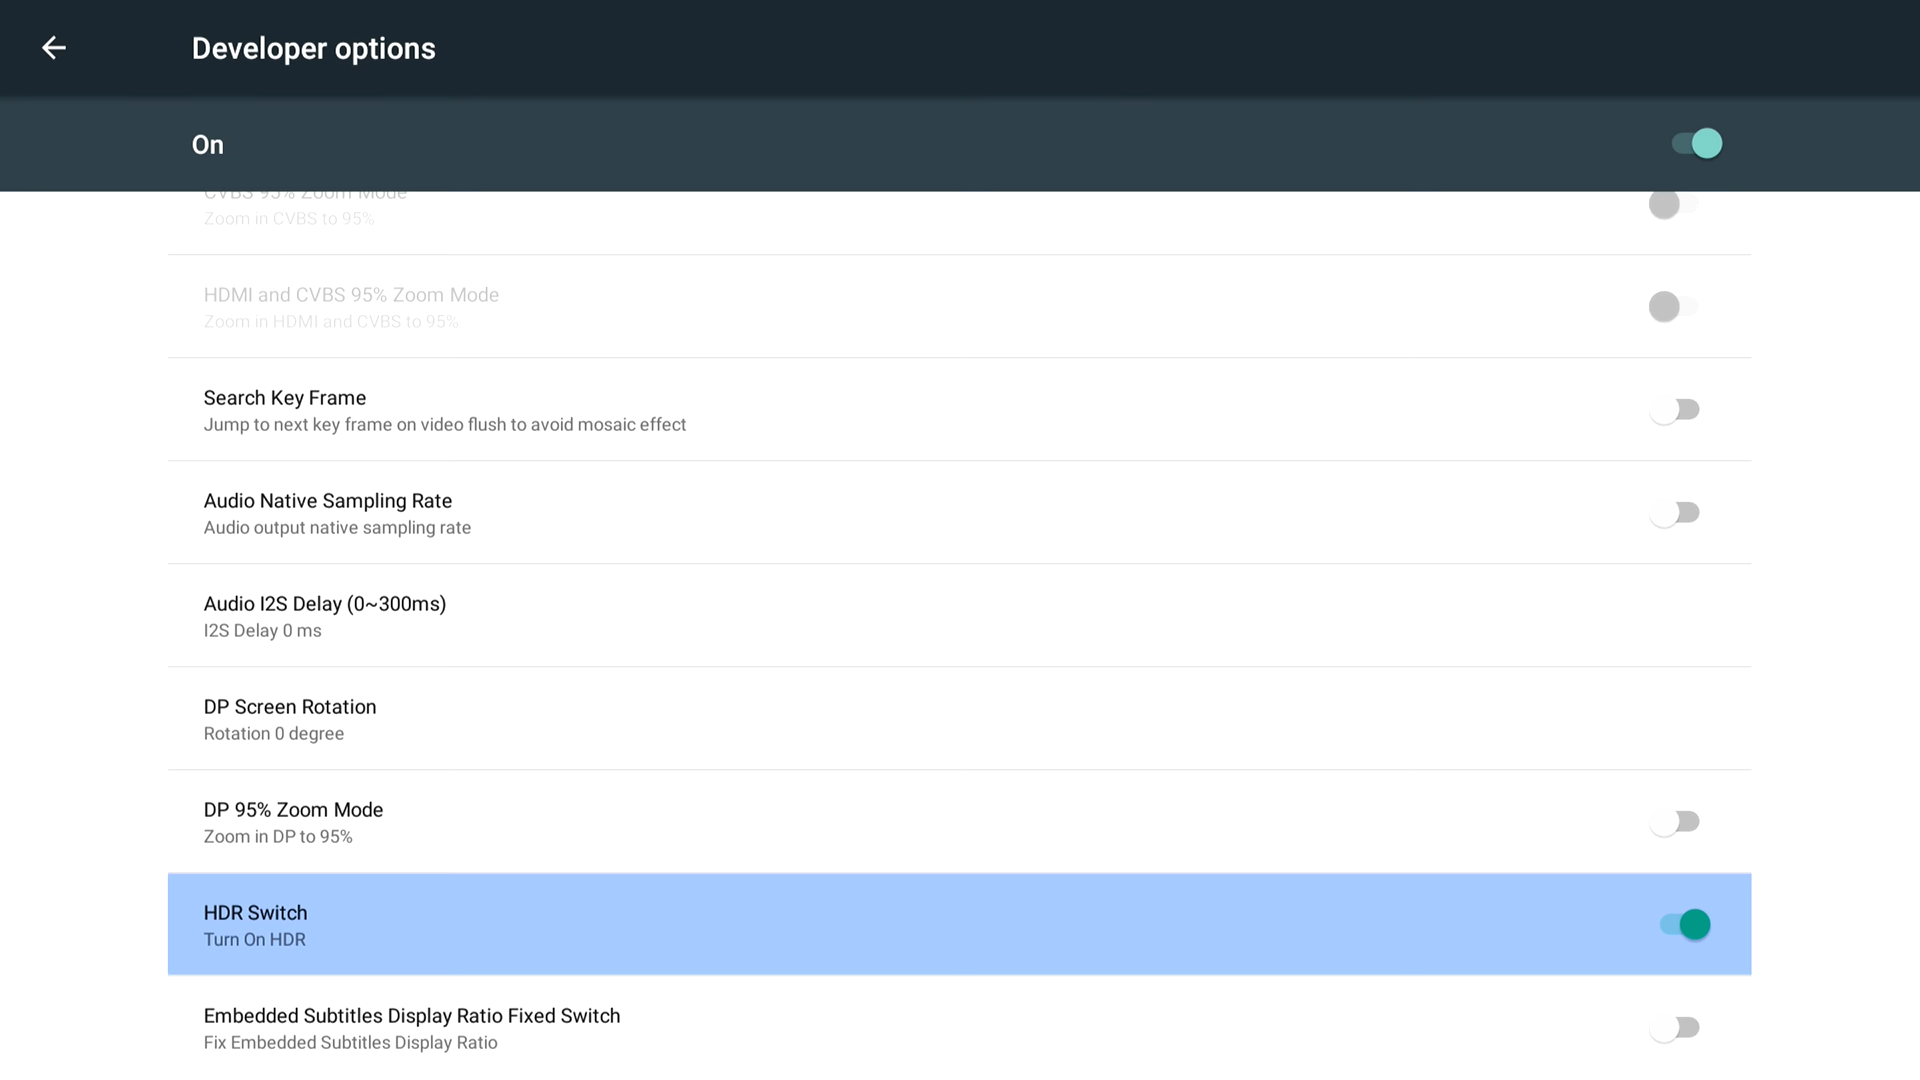 Developer options
On
CVBS 95% Zoom Mode
Zoom in CVBS to 95%
HDMI and CVBS 95% Zoom Mode
Zoom in HDMI and CVBS to 95%
Search Key Frame
Jump to next key frame on video flush to avoid mosaic effect
Audio Native Sampling Rate
Audio output native sampling rate
Audio I2S Delay (0~300ms)
I2S Delay 0 ms
DP Screen Rotation
Rotation 0 degree
DP 95% Zoom Mode
Zoom in DP to 95%
HDR Switch
Turn On HDR
Embedded Subtitles Display Ratio Fixed Switch
Fix Embedded Subtitles Display Ratio